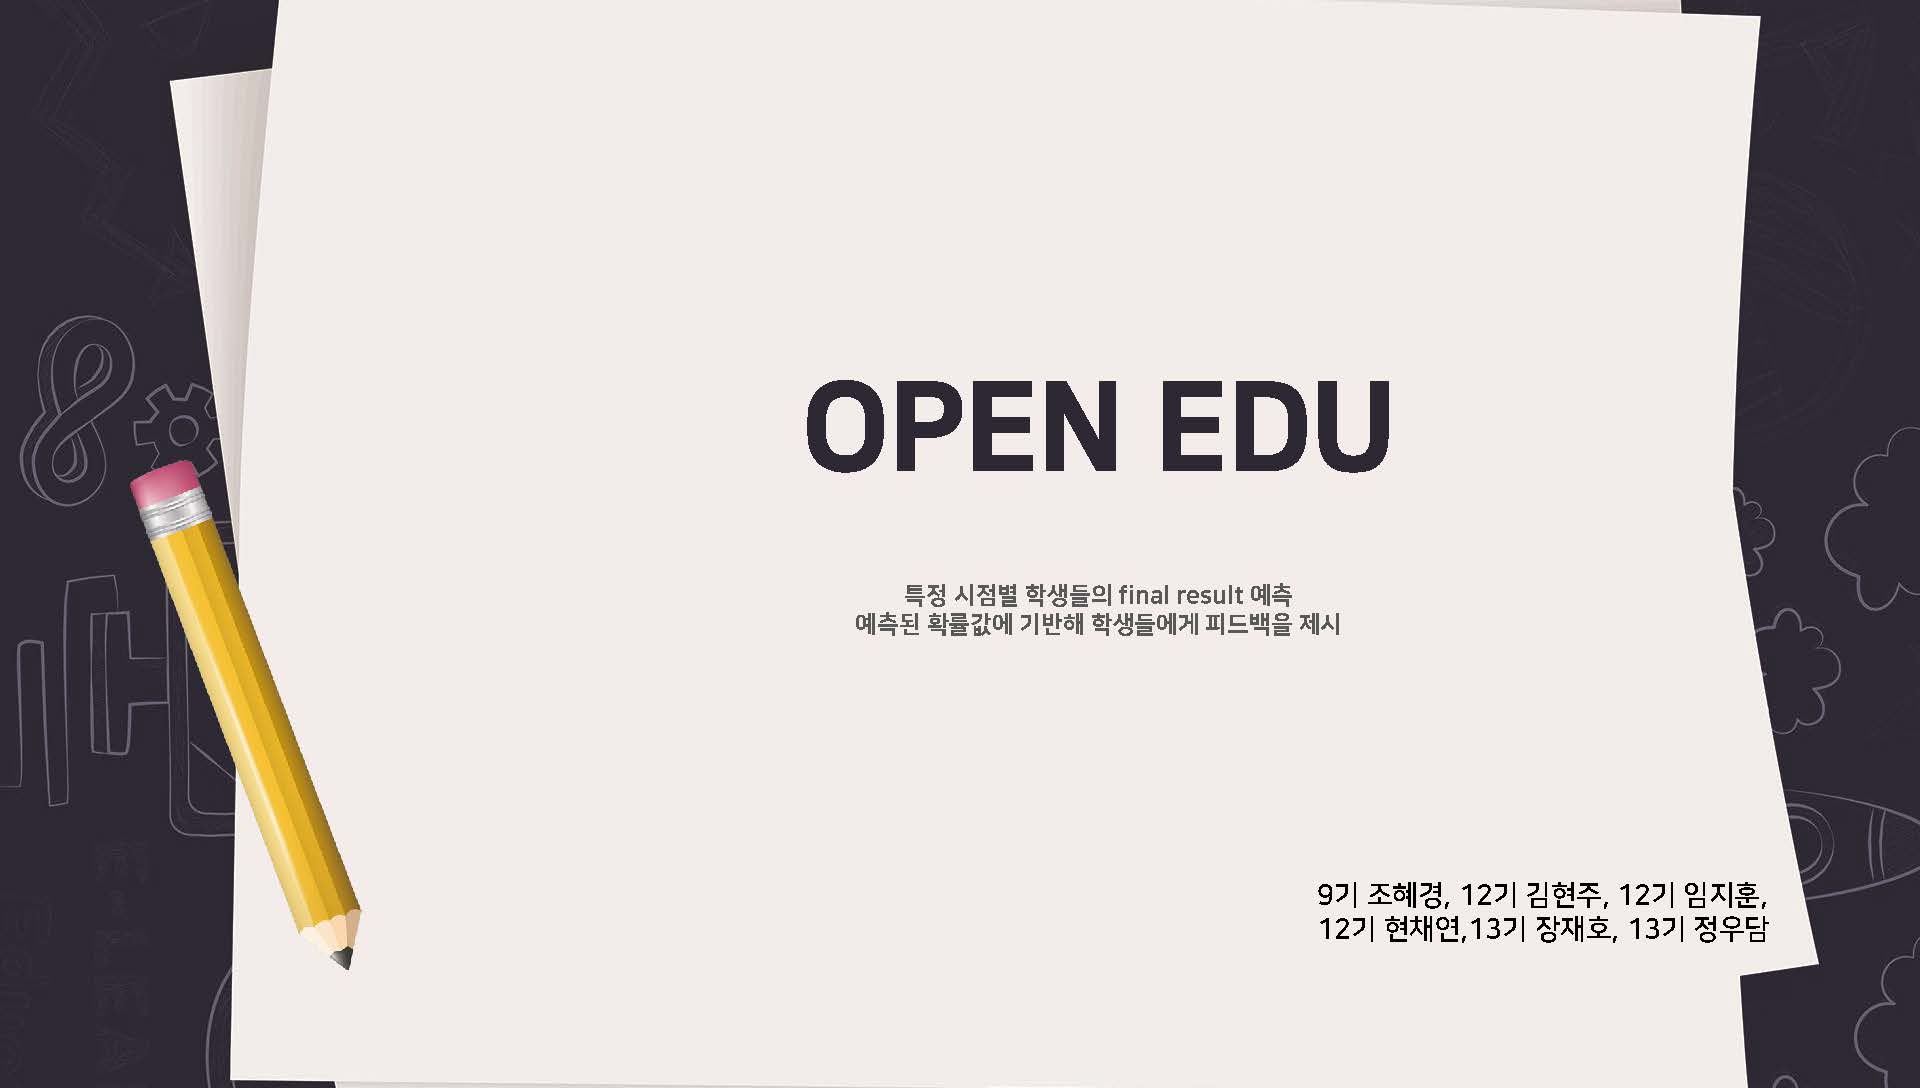 OPEN EDU
특정 시점별 학생들의 final result 예측
예측된 확률값에 기반해 학생들에게 피드백을 제시
9기 조혜경, 12기 김현주, 12기 임지훈,
12기 현채연,13기 장재호, 13기 정우담